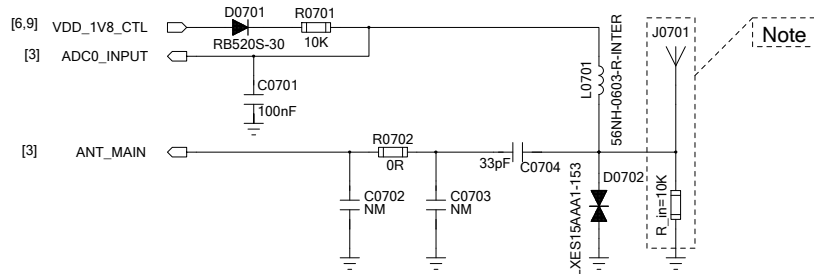 [6,9] VDD_1V8_CTL
D0701
RB520S-30
R0701
10K
[3] ADC0_INPUT
C0701
100nF
L0701
56NH-0603-R-INTER
J0701
Note
[3] ANT_MAIN
R0702
0R
33pF
C0704
C0702
NM
C0703
NM
LXES15AAA1-153
D0702
R_in=10K